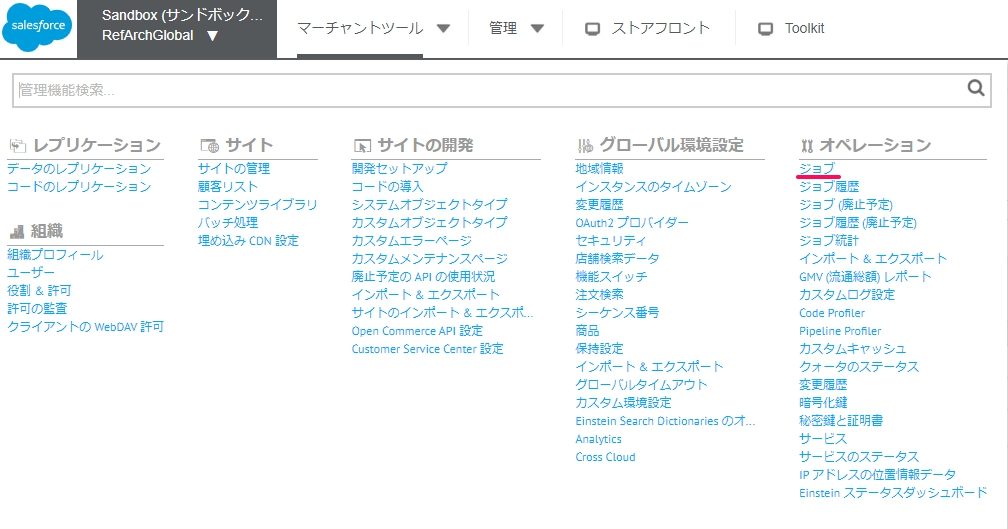 salesforce
Sandbox (サンドボック...
RefArchGlobal ▼
マーチャントツール
管理
ストアフロント
Toolkit
管理機能検索...
レプリケーション
データのレプリケーション
コードのレプリケーション
組織
組織プロフィール
ユーザー
役割 & 許可
許可の監査
クライアントの WebDAV 許可
サイト
サイトの管理
顧客リスト
コンテンツライブラリ
バッチ処理
埋め込み CDN 設定
サイトの開発
開発セットアップ
コードの導入
システムオブジェクトタイプ
カスタムオブジェクトタイプ
カスタムエラーページ
カスタムメンテナンスページ
廃止予定の API の使用状況
インポート & エクスポート
サイトのインポート & エクスポ...
Open Commerce API 設定
Customer Service Center 設定
グローバル環境設定
地域情報
インスタンスのタイムゾーン
変更履歴
OAuth2 プロバイダー
セキュリティ
店舗検索データ
機能スイッチ
注文検索
シーケンス番号
商品
保持設定
インポート & エクスポート
グローバルタイムアウト
カスタム環境設定
Einstein Search Dictionaries のオ...
Analytics
Cross Cloud
オペレーション
ジョブ
ジョブ履歴
ジョブ (廃止予定)
ジョブ履歴 (廃止予定)
ジョブ統計
インポート & エクスポート
GMV (流通総額) レポート
カスタムログ設定
Code Profiler
Pipeline Profiler
カスタムキャッシュ
クォータのステータス
変更履歴
暗号化鍵
秘密鍵と証明書
サービス
サービスのステータス
IP アドレスの位置情報データ
Einstein ステータスダッシュボード